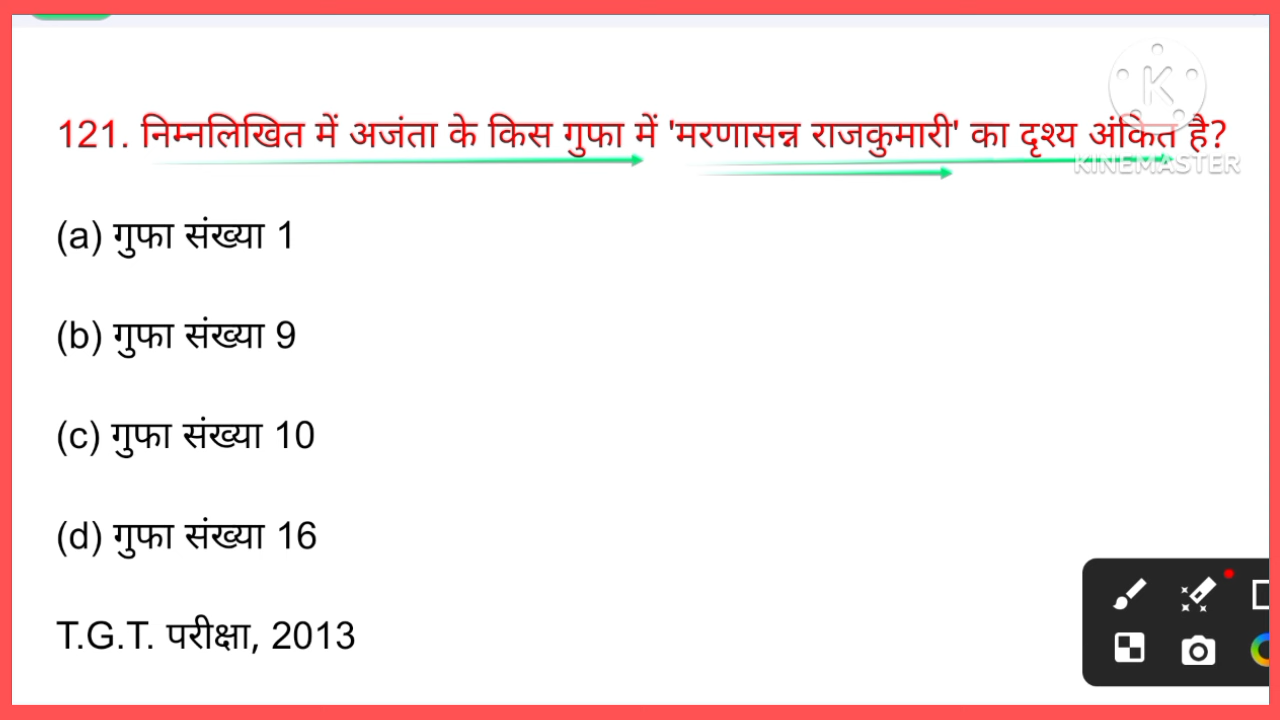 121. निम्नलिखित में अजंता के किस गुफा में 'मरणासन्न राजकुमारी' का दृश्य अंकित है?
KINEMASTER
(a) गुफा संख्या 1
(b) गुफा संख्या 9
(c) गुफा संख्या 10
(d) गुफा संख्या 16
T.G.T. परीक्षा, 2013